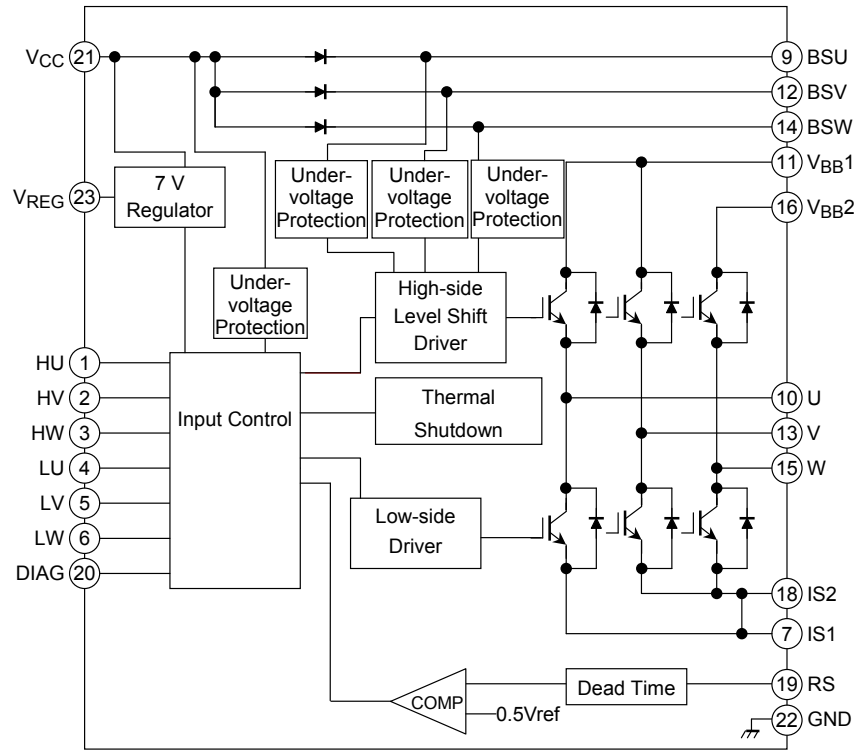 VCC 21
9 BSU
12 BSV
14 BSW
11 VBB1
16 VBB2
VREG 23
7 V
Regulator
Under-
voltage
Protection
Under-
voltage
Protection
Under-
voltage
Protection
Under-
voltage
Protection
High-side
Level Shift
Driver
HU 1
HV 2
HW 3
LU 4
LV 5
LW 6
DIAG 20
Input Control
Thermal
Shutdown
Low-side
Driver
10 U
13 V
15 W
18 IS2
7 IS1
19 RS
22 GND
COMP
Dead Time
0.5Vref